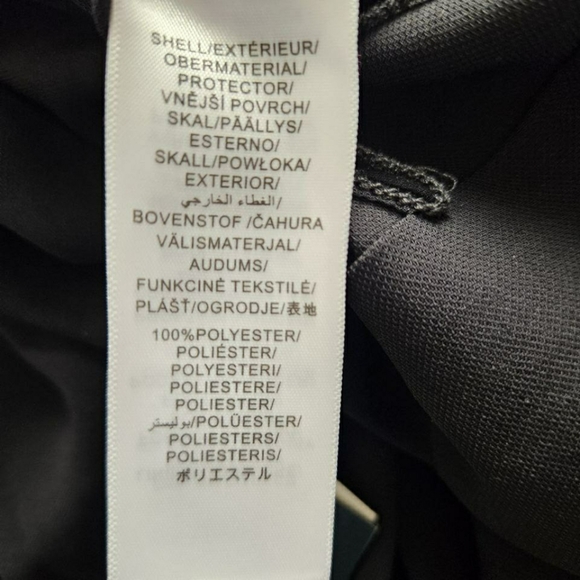 SHELL/EXTÉRIEUR/
OBERMATERIAL/
PROTECTOR/
VNĚJŠÍ POVRCH/
SKAL/PÄÄLLYS/
ESTERNO/
SKALL/POWŁOKA/
EXTERIOR/
الغطاء الخارجي/
BOVENSTOF /ČAHURA
VÄLISMATERJAL/
AUDUMS/
FUNKCINĖ TEKSTILĖ/
PLÁŠŤ/OGRODJE/表地
100%POLYESTER/
POLIÉSTER/
POLYESTERI/
POLIESTERE/
POLIESTER/
بوليستر/POLÜESTER/
POLIESTERS/
POLIESTERIS/
ポリエステル